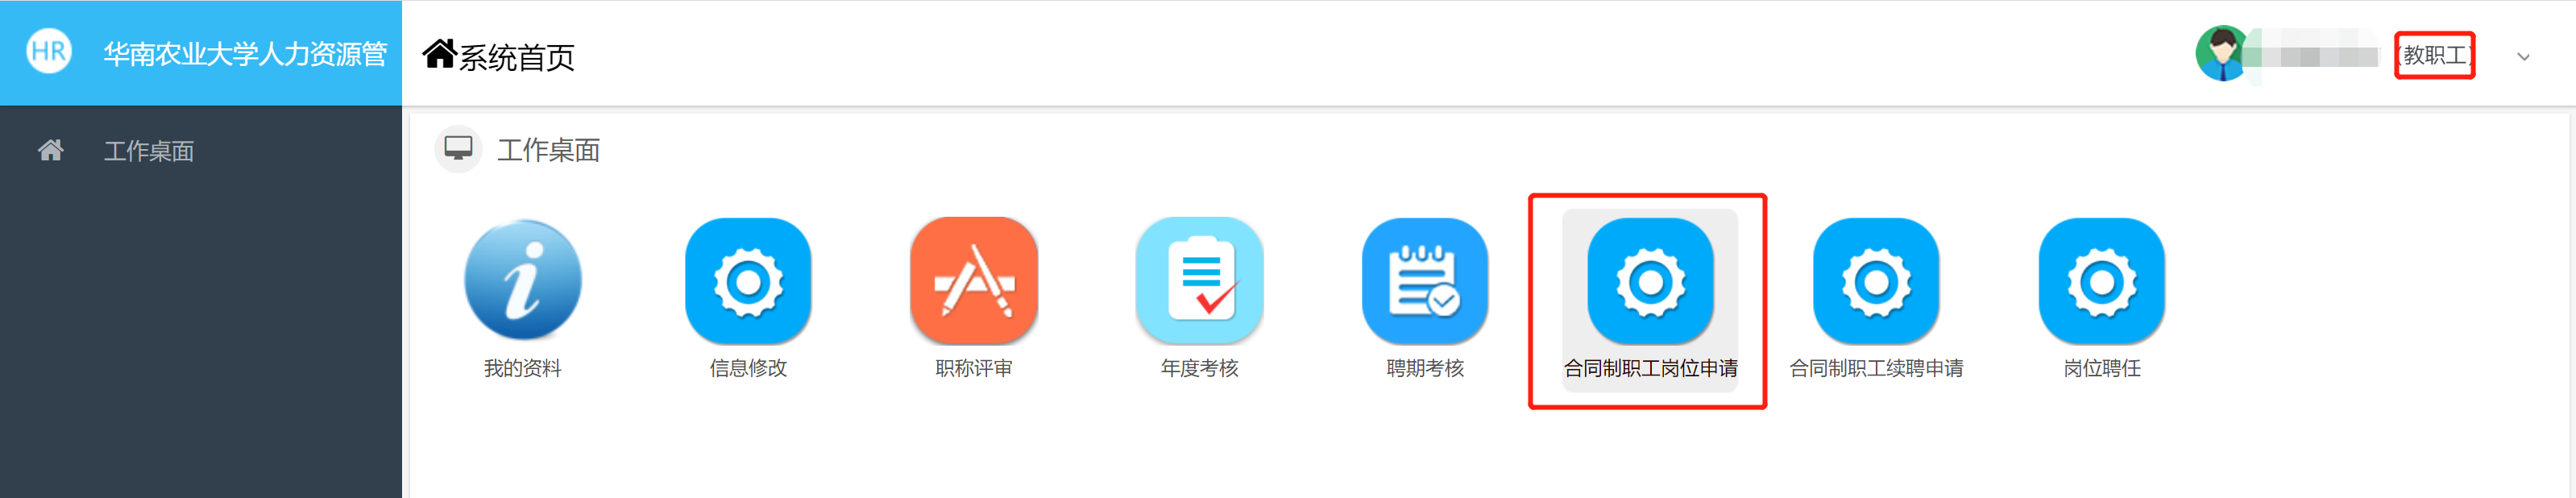 HR 华南农业大学人力资源管
系统首页
(教职工)
工作桌面
工作桌面
我的资料
信息修改
职称评审
年度考核
聘期考核
合同制职工岗位申请
合同制职工续聘申请
岗位聘任